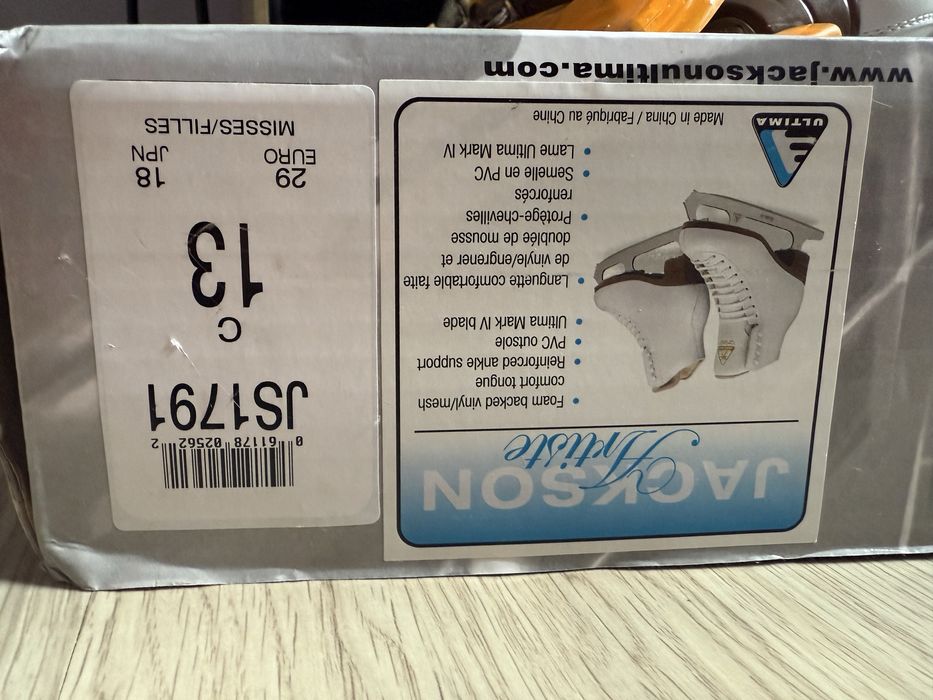 JACKSON
Artiste
• Foam backed vinyl/mesh
comfort tongue
• Reinforced ankle support
• PVC outsole
• Ultima Mark IV blade
• Languette comfortable faite
de vinyle/engrener et
doublée de mousse
• Protège-chevilles
renforcés
• Semelle en PVC
• Lame Ultima Mark IV
ULTIMA
Made in China / Fabriqué au Chine
0 61178 02562 2
JS1791
C
13
29 18
EURO JPN
MISSES/FILLES
www.jacksonultima.com